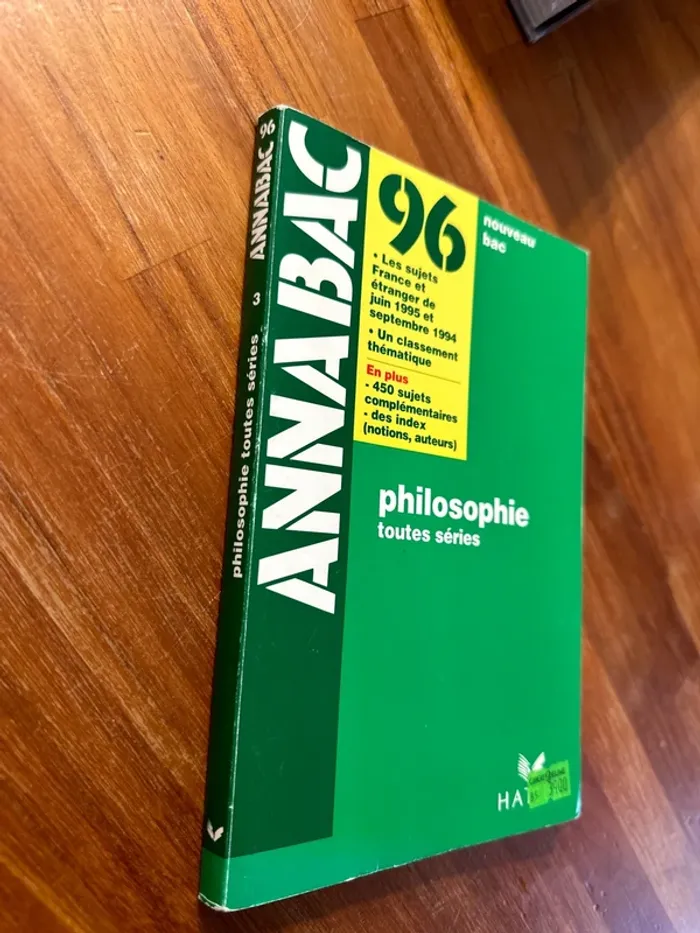 ANNABAC 96
3
philosophie toutes séries
ANNABAC
96
nouveau
bac
• Les sujets
France et
étranger de
juin 1995 et
septembre 1994
• Un classement
thématique
En plus
- 450 sujets
complémentaires
- des index
(notions, auteurs)
philosophie
toutes séries